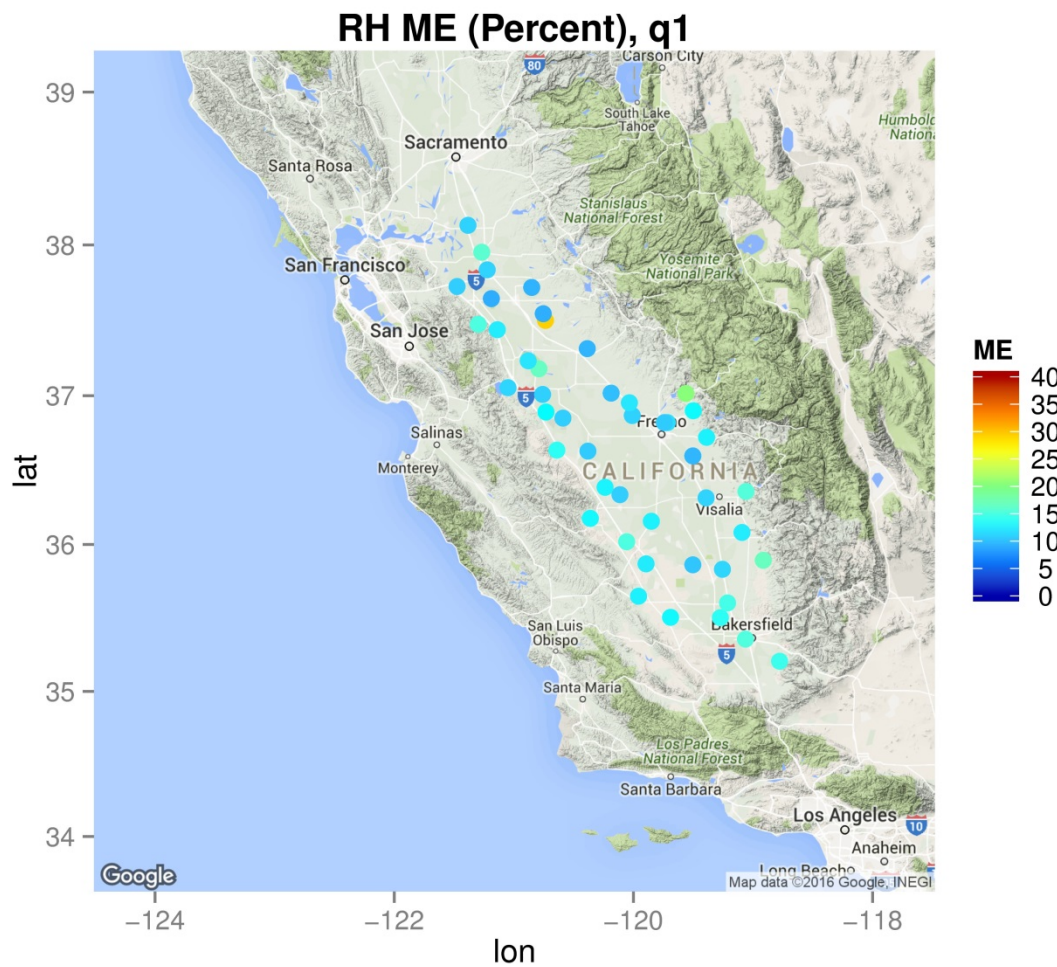 RH ME (Percent), q1
80
Carson City
39
South Lake
Tahoe
Sacramento
Santa Rosa
Stanislaus
National Forest
38
San Francisco
Yosemite
National Park
5
San Jose
37
5
Salinas
Monterey
CALIFORNIA
Visalia
36
San Luis
Obispo
Bakersfield
5
35
Santa Maria
Los Padres
National Forest
Santa Barbara
34
Los Angeles
10
Anaheim
Long Beach
Google
Map data ©2016 Google, INEGI
−124
−122
−120
−118
lon
lat
ME
40
35
30
25
20
15
10
5
0